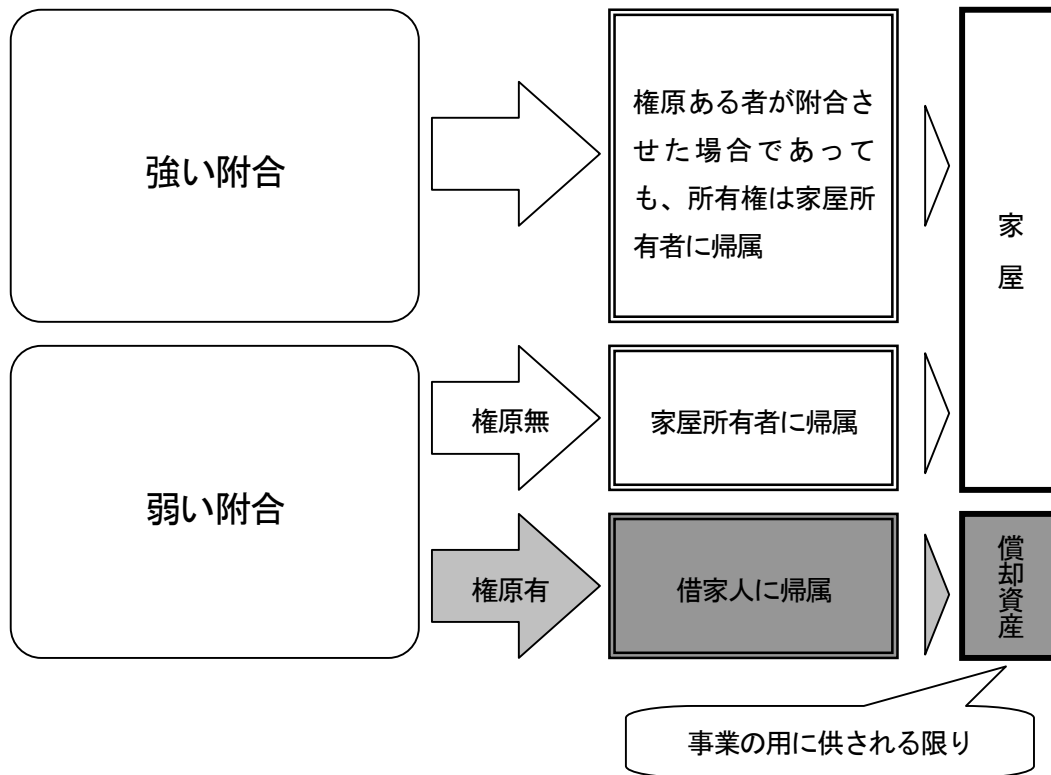 強い附合
権原ある者が附合さ
せた場合であって
も、所有権は家屋所
有者に帰属
家
屋
弱い附合
権原無
家屋所有者に帰属
権原有
借家人に帰属
償却資産
事業の用に供される限り